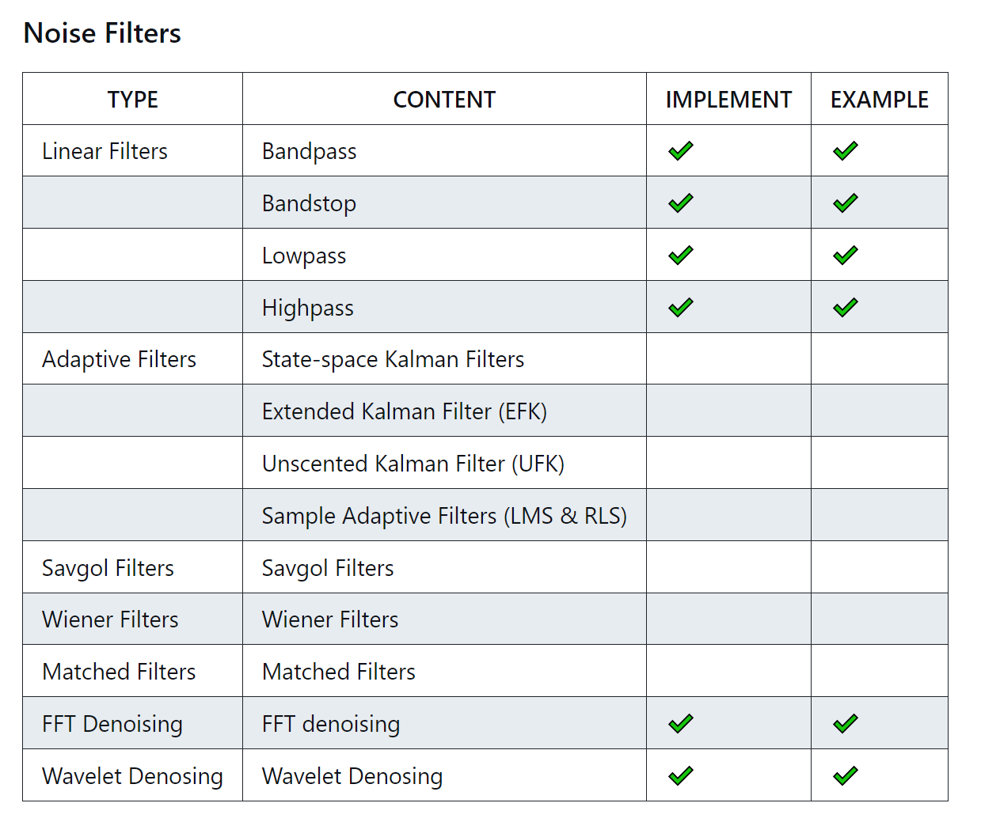 Noise Filters
TYPE CONTENT IMPLEMENT EXAMPLE
Linear Filters Bandpass ✔ ✔
Bandstop ✔ ✔
Lowpass ✔ ✔
Highpass ✔ ✔
Adaptive Filters State-space Kalman Filters
Extended Kalman Filter (EFK)
Unscented Kalman Filter (UFK)
Sample Adaptive Filters (LMS & RLS)
Savgol Filters Savgol Filters
Wiener Filters Wiener Filters
Matched Filters Matched Filters
FFT Denoising FFT denoising ✔ ✔
Wavelet Denosing Wavelet Denosing ✔ ✔